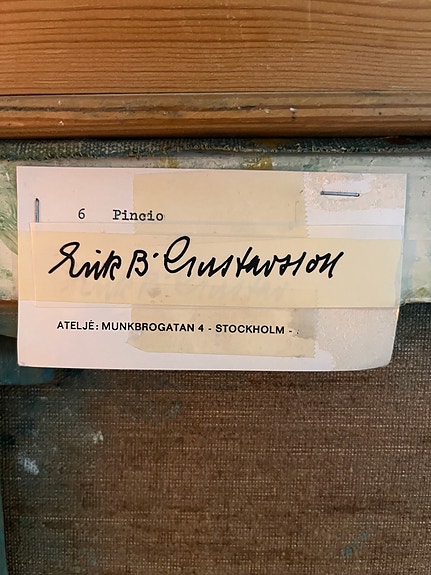 6 Pincio
Erik B. Gustavsson
ATELJÉ: MUNKBROGATAN 4 - STOCKHOLM -